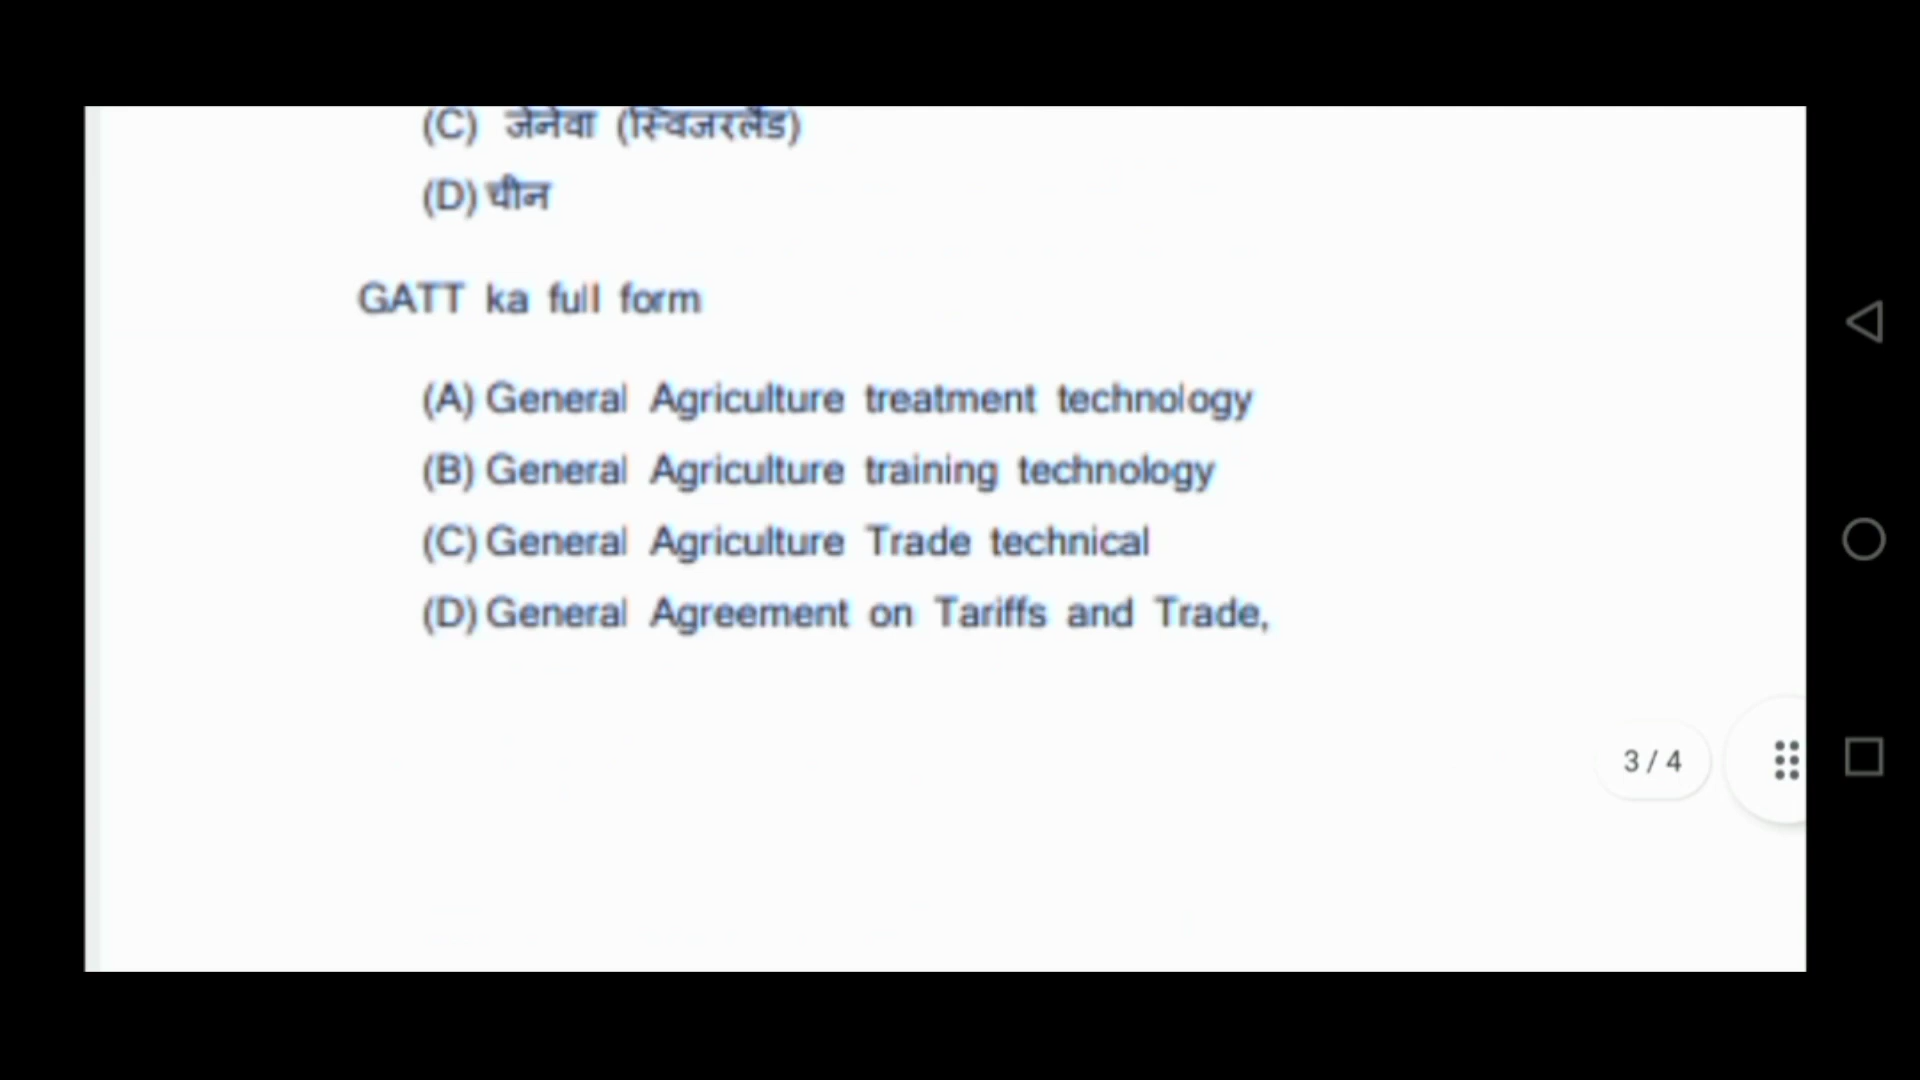 (C) जेनेवा (स्विजरलैंड)
(D) चीन
GATT ka full form
(A) General Agriculture treatment technology
(B) General Agriculture training technology
(C) General Agriculture Trade technical
(D) General Agreement on Tariffs and Trade,
3 / 4